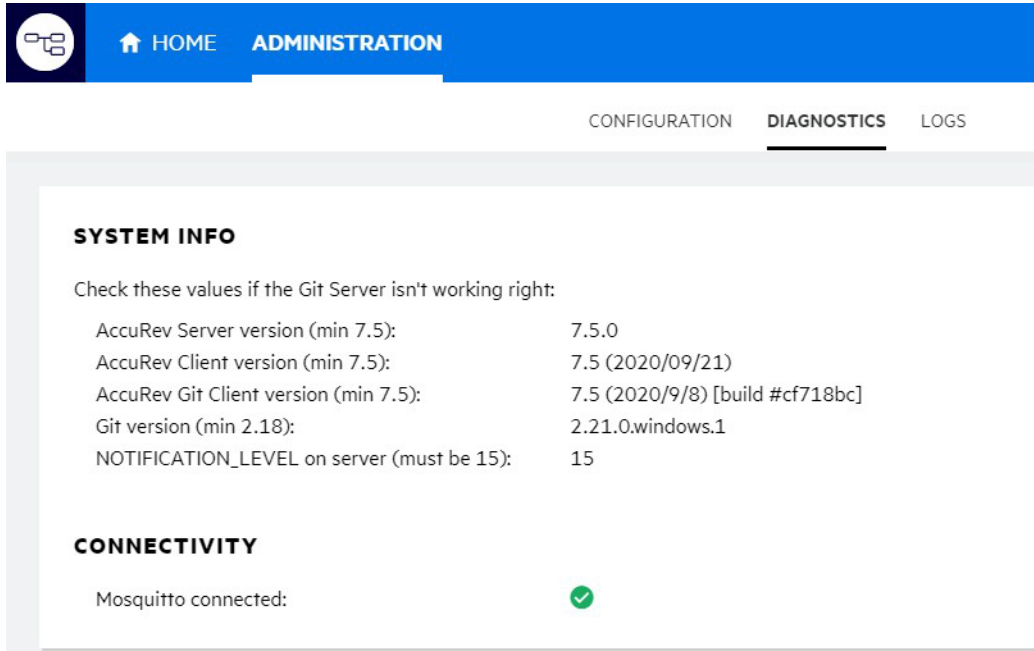 HOME ADMINISTRATION
CONFIGURATION DIAGNOSTICS LOGS
SYSTEM INFO
Check these values if the Git Server isn't working right:
AccuRev Server version (min 7.5): 7.5.0
AccuRev Client version (min 7.5): 7.5 (2020/09/21)
AccuRev Git Client version (min 7.5): 7.5 (2020/9/8) [build #cf718bc]
Git version (min 2.18): 2.21.0.windows.1
NOTIFICATION_LEVEL on server (must be 15): 15
CONNECTIVITY
Mosquitto connected: